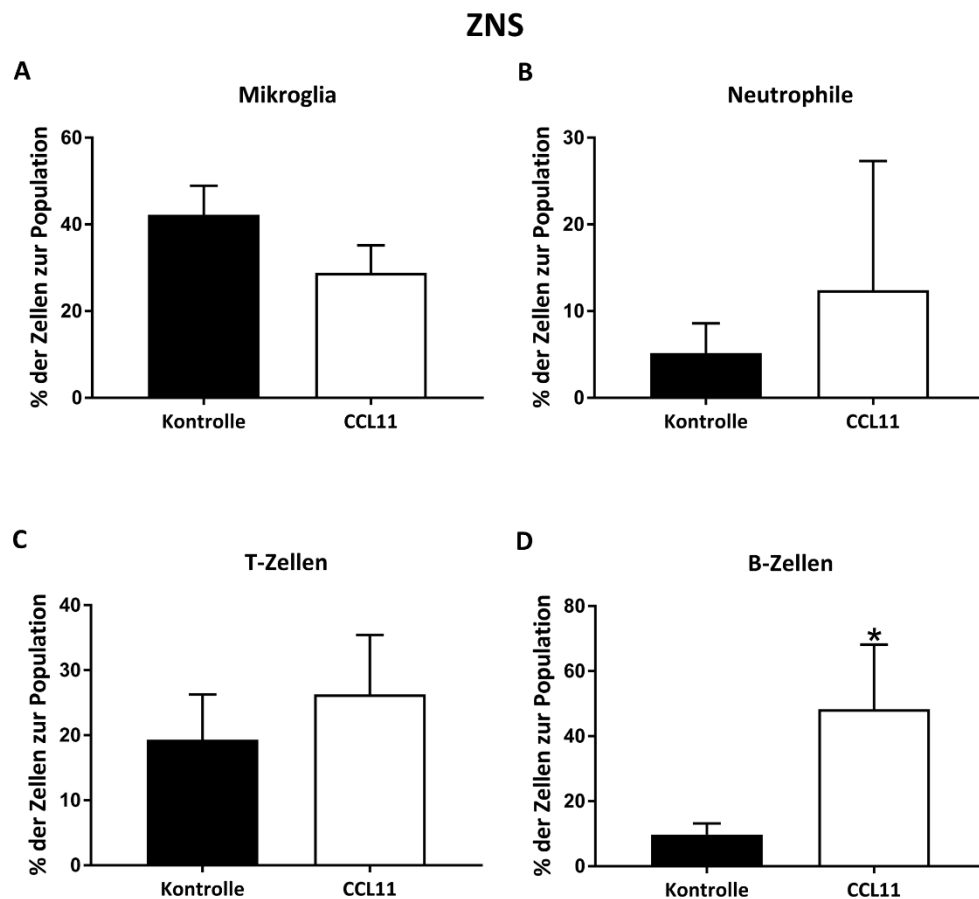 ZNS
A
Mikroglia
% der Zellen zur Population
60
40
20
0
Kontrolle
CCL11
B
Neutrophile
% der Zellen zur Population
30
20
10
0
Kontrolle
CCL11
C
T-Zellen
% der Zellen zur Population
40
30
20
10
0
Kontrolle
CCL11
D
B-Zellen
% der Zellen zur Population
80
60
40
20
0
*
Kontrolle
CCL11